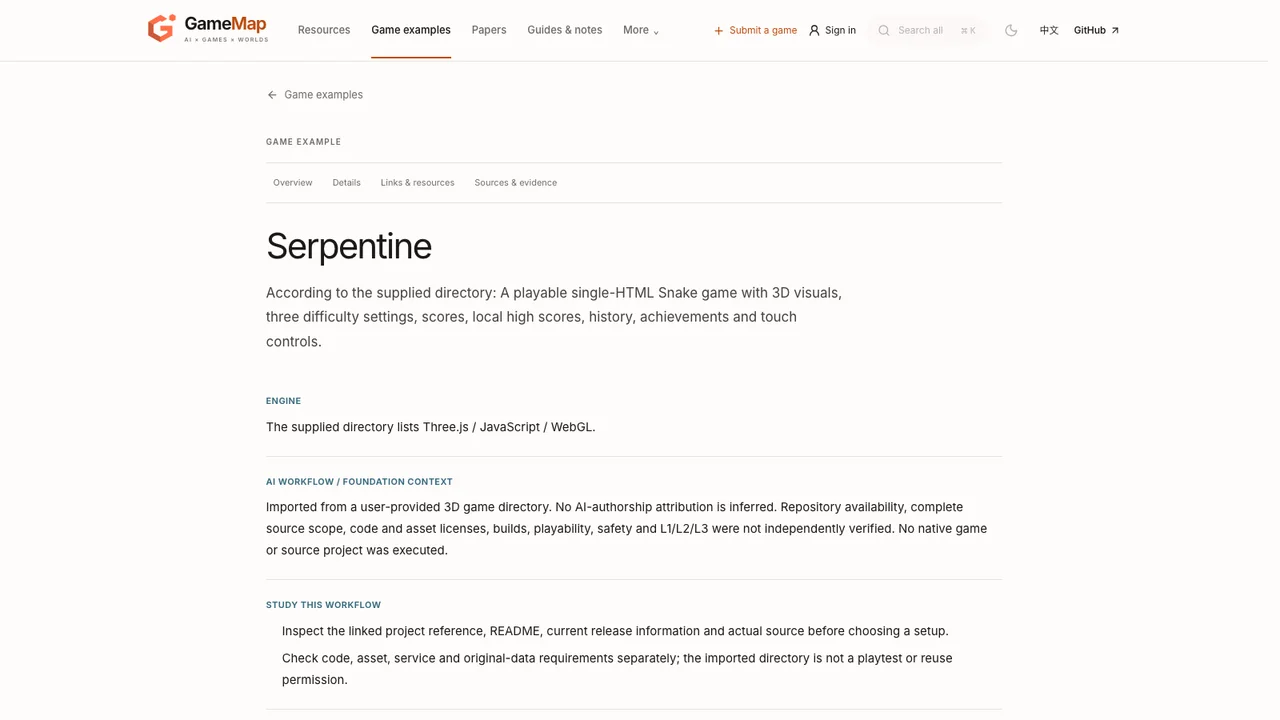 GameMap
AI × GAMES × WORLDS
Resources
Game examples
Papers
Guides & notes
More
+ Submit a game
Sign in
Search all
⌘ K
中文
GitHub ↗
← Game examples
GAME EXAMPLE
Overview
Details
Links & resources
Sources & evidence
Serpentine
According to the supplied directory: A playable single-HTML Snake game with 3D visuals,
three difficulty settings, scores, local high scores, history, achievements and touch
controls.
ENGINE
The supplied directory lists Three.js / JavaScript / WebGL.
AI WORKFLOW / FOUNDATION CONTEXT
Imported from a user-provided 3D game directory. No AI-authorship attribution is inferred. Repository availability, complete
source scope, code and asset licenses, builds, playability, safety and L1/L2/L3 were not independently verified. No native game
or source project was executed.
STUDY THIS WORKFLOW
Inspect the linked project reference, README, current release information and actual source before choosing a setup.
Check code, asset, service and original-data requirements separately; the imported directory is not a playtest or reuse
permission.